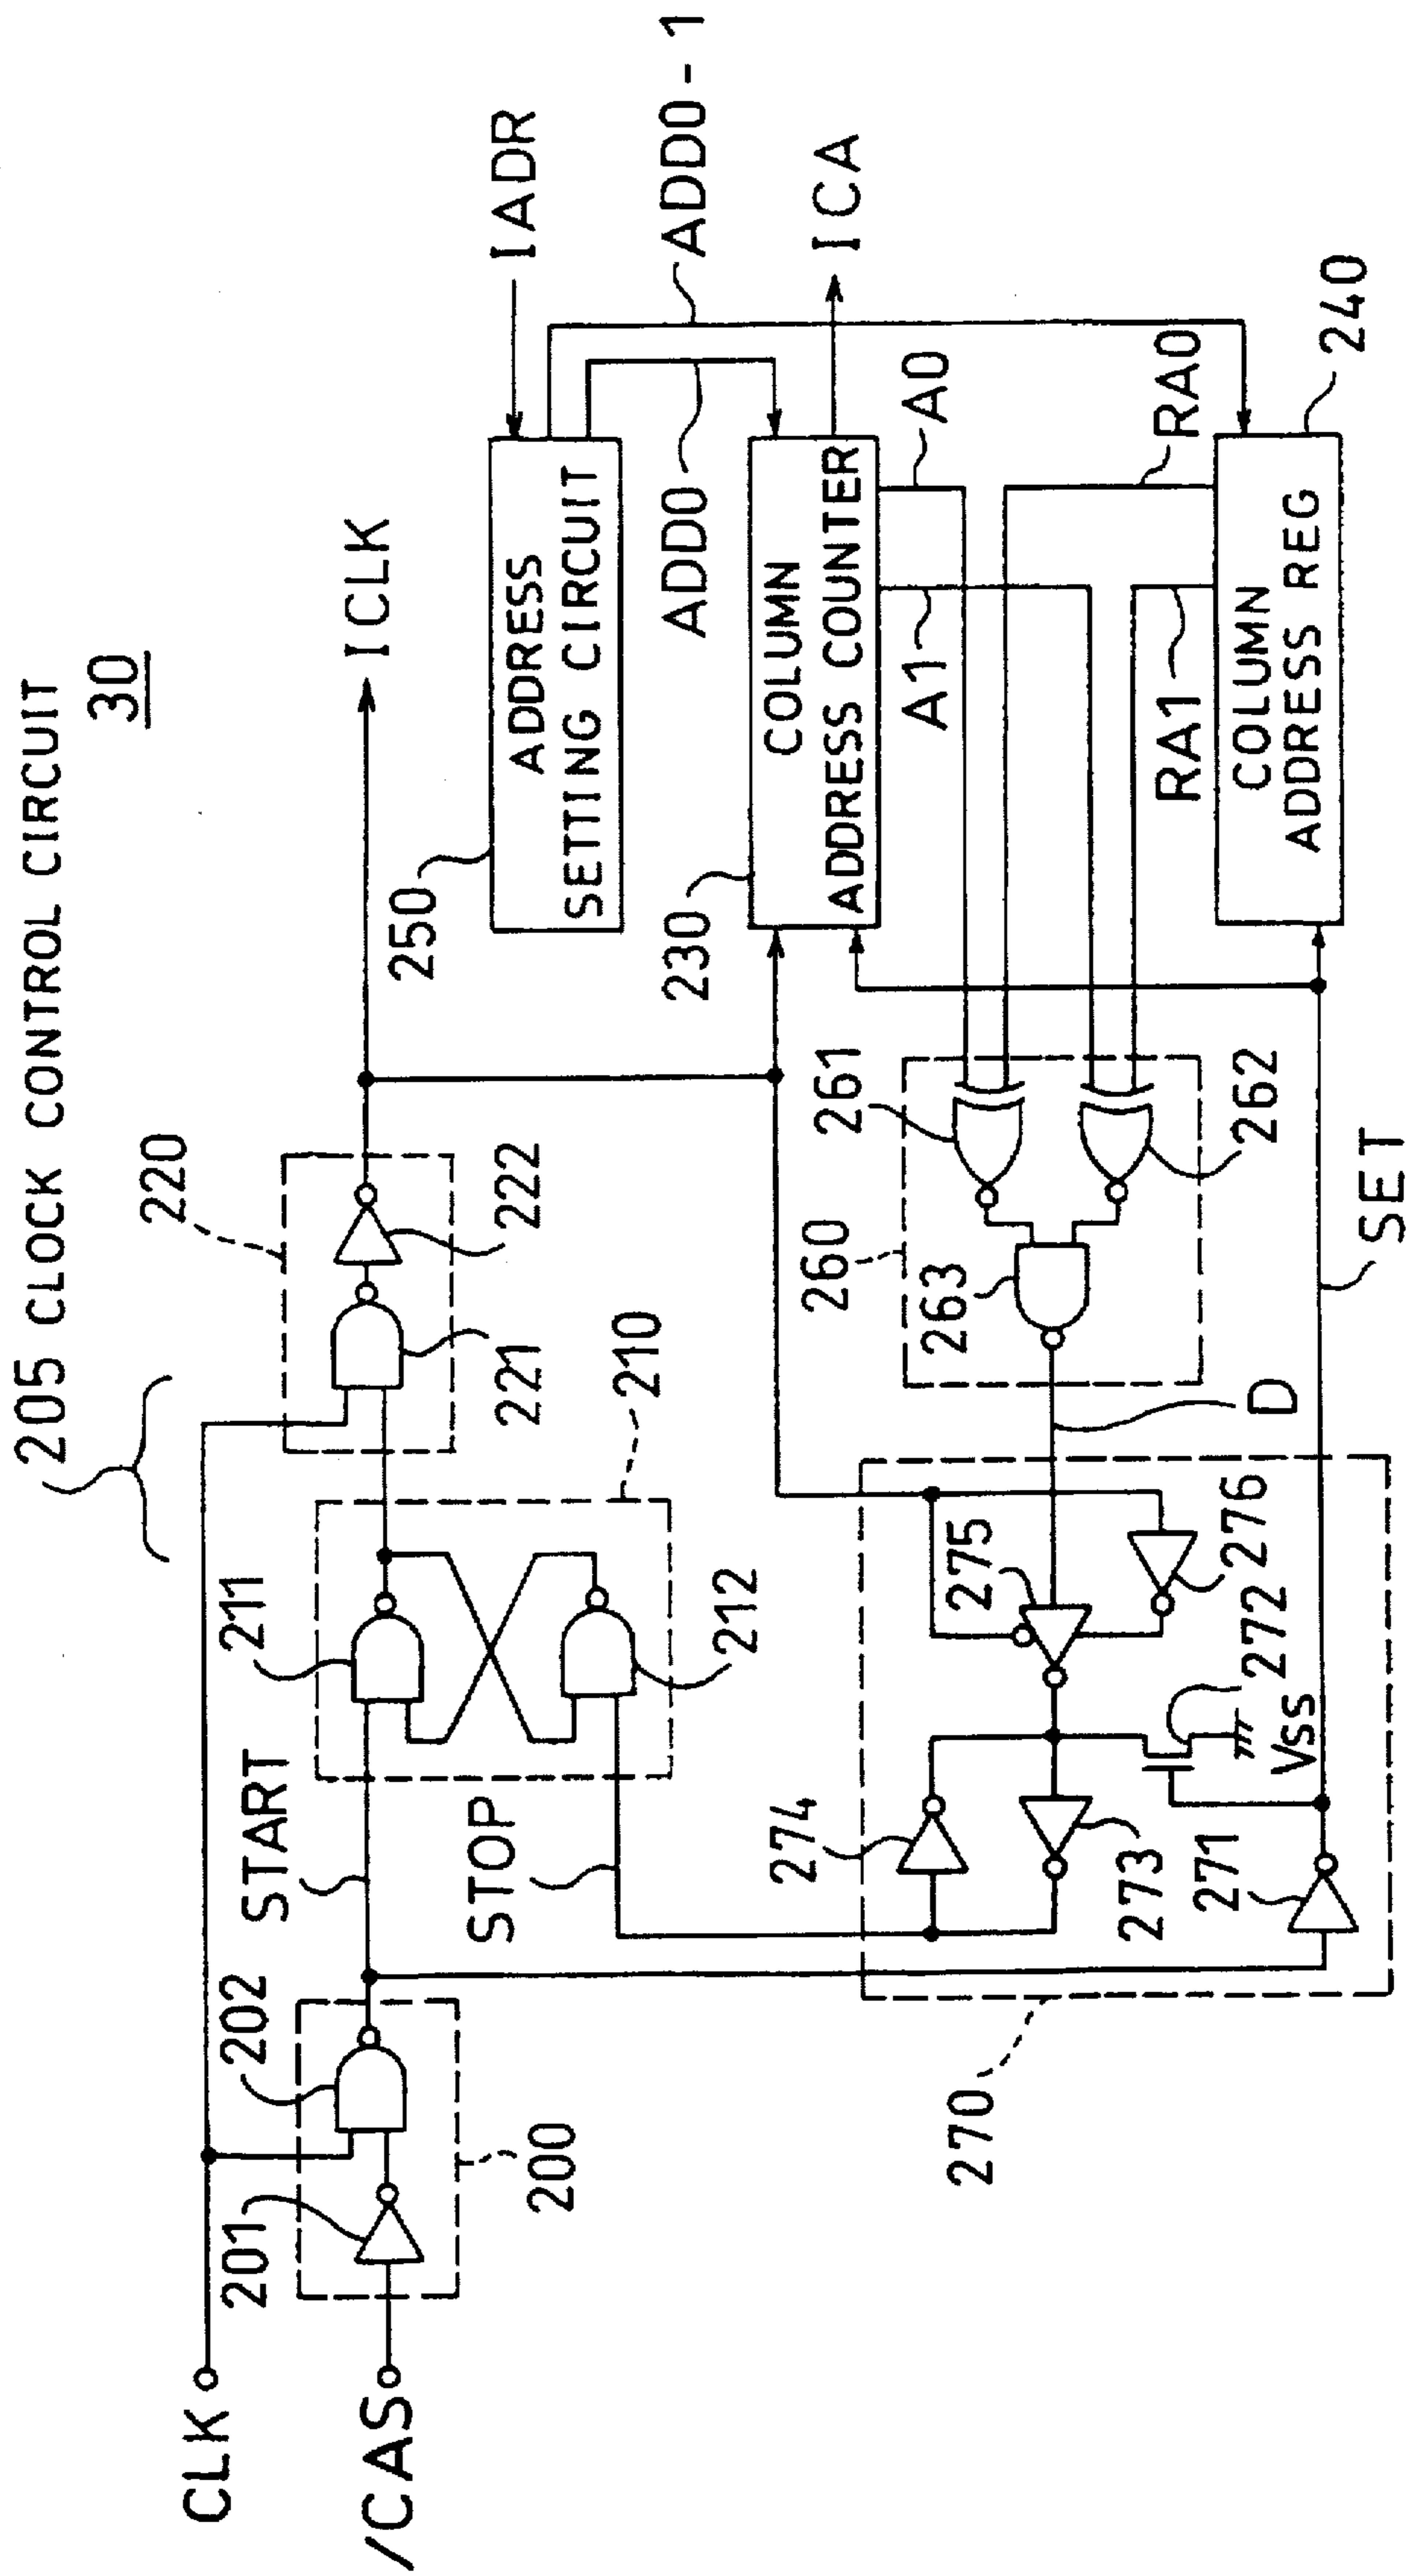 205 CLOCK CONTROL CIRCUIT
30
CLK
/CAS
201
202
200
START
STOP
211
212
210
220
221
222
ICLK
250
ADDRESS
SETTING CIRCUIT
IADR
ADD0
ADD0-1
230
COLUMN
ADDRESS COUNTER
ICA
A0
A1
RA0
RA1
COLUMN
ADDRESS REG
240
260
261
262
263
D
SET
270
271
272
273
274
275
276
Vss